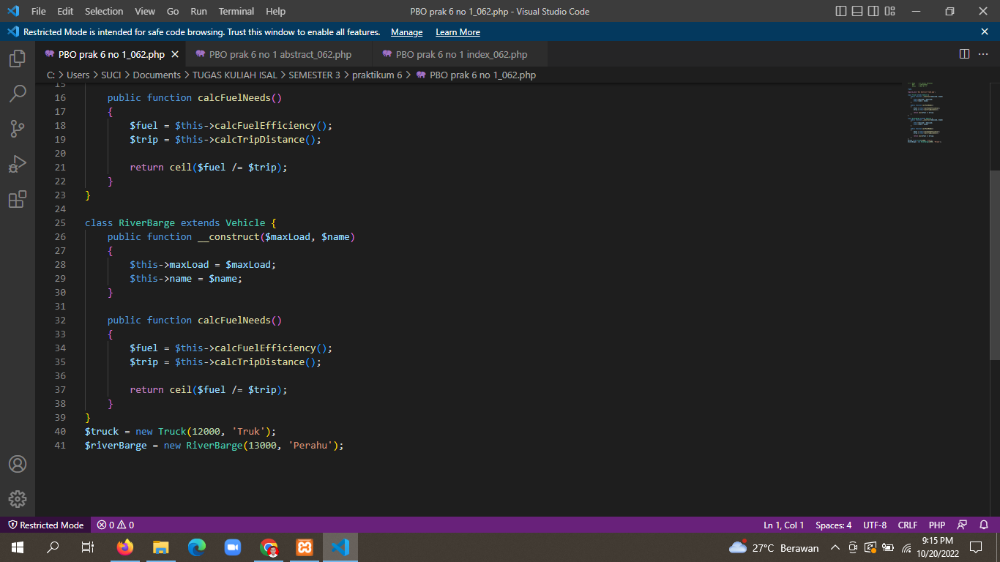 File Edit Selection View Go Run Terminal Help PBO prak 6 no 1_062.php - Visual Studio Code
Restricted Mode is intended for safe code browsing. Trust this window to enable all features. Manage Learn More
PBO prak 6 no 1_062.php PBO prak 6 no 1 abstract_062.php PBO prak 6 no 1 index_062.php
C: > Users > SUCI > Documents > TUGAS KULIAH ISAL > SEMESTER 3 > praktikum 6 > PBO prak 6 no 1_062.php
15
16 public function calcFuelNeeds()
17 {
18 $fuel = $this->calcFuelEfficiency();
19 $trip = $this->calcTripDistance();
20
21 return ceil($fuel /= $trip);
22 }
23 }
24
25 class RiverBarge extends Vehicle {
26 public function __construct($maxLoad, $name)
27 {
28 $this->maxLoad = $maxLoad;
29 $this->name = $name;
30 }
31
32 public function calcFuelNeeds()
33 {
34 $fuel = $this->calcFuelEfficiency();
35 $trip = $this->calcTripDistance();
36
37 return ceil($fuel /= $trip);
38 }
39 }
40 $truck = new Truck(12000, 'Truk');
41 $riverBarge = new RiverBarge(13000, 'Perahu');
Restricted Mode 0 0 Ln 1, Col 1 Spaces: 4 UTF-8 CRLF PHP
27°C Berawan 9:15 PM
10/20/2022